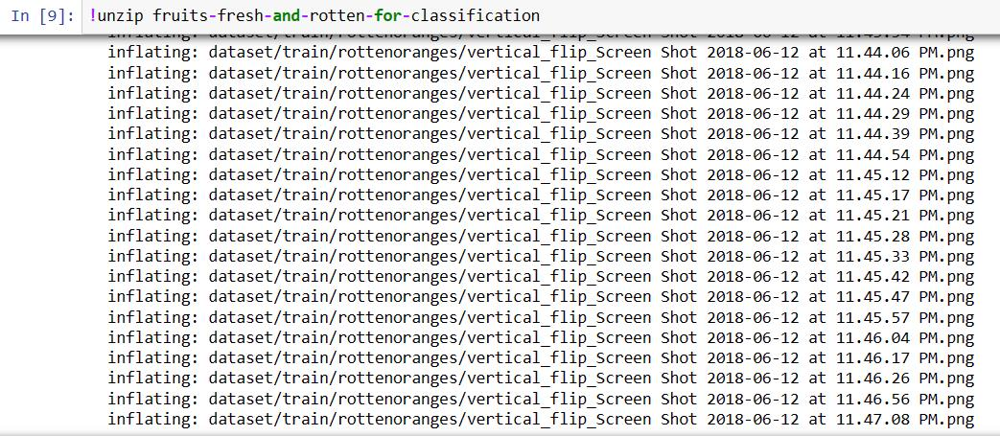 In [9]: !unzip fruits-fresh-and-rotten-for-classification
inflating: dataset/train/rottenoranges/vertical_flip_Screen Shot 2018-06-12 at PM.png
inflating: dataset/train/rottenoranges/vertical_flip_Screen Shot 2018-06-12 at 11.44.06 PM.png
inflating: dataset/train/rottenoranges/vertical_flip_Screen Shot 2018-06-12 at 11.44.16 PM.png
inflating: dataset/train/rottenoranges/vertical_flip_Screen Shot 2018-06-12 at 11.44.24 PM.png
inflating: dataset/train/rottenoranges/vertical_flip_Screen Shot 2018-06-12 at 11.44.29 PM.png
inflating: dataset/train/rottenoranges/vertical_flip_Screen Shot 2018-06-12 at 11.44.39 PM.png
inflating: dataset/train/rottenoranges/vertical_flip_Screen Shot 2018-06-12 at 11.44.54 PM.png
inflating: dataset/train/rottenoranges/vertical_flip_Screen Shot 2018-06-12 at 11.45.12 PM.png
inflating: dataset/train/rottenoranges/vertical_flip_Screen Shot 2018-06-12 at 11.45.17 PM.png
inflating: dataset/train/rottenoranges/vertical_flip_Screen Shot 2018-06-12 at 11.45.21 PM.png
inflating: dataset/train/rottenoranges/vertical_flip_Screen Shot 2018-06-12 at 11.45.28 PM.png
inflating: dataset/train/rottenoranges/vertical_flip_Screen Shot 2018-06-12 at 11.45.33 PM.png
inflating: dataset/train/rottenoranges/vertical_flip_Screen Shot 2018-06-12 at 11.45.42 PM.png
inflating: dataset/train/rottenoranges/vertical_flip_Screen Shot 2018-06-12 at 11.45.47 PM.png
inflating: dataset/train/rottenoranges/vertical_flip_Screen Shot 2018-06-12 at 11.45.57 PM.png
inflating: dataset/train/rottenoranges/vertical_flip_Screen Shot 2018-06-12 at 11.46.04 PM.png
inflating: dataset/train/rottenoranges/vertical_flip_Screen Shot 2018-06-12 at 11.46.17 PM.png
inflating: dataset/train/rottenoranges/vertical_flip_Screen Shot 2018-06-12 at 11.46.26 PM.png
inflating: dataset/train/rottenoranges/vertical_flip_Screen Shot 2018-06-12 at 11.46.56 PM.png
inflating: dataset/train/rottenoranges/vertical_flip_Screen Shot 2018-06-12 at 11.47.08 PM.png